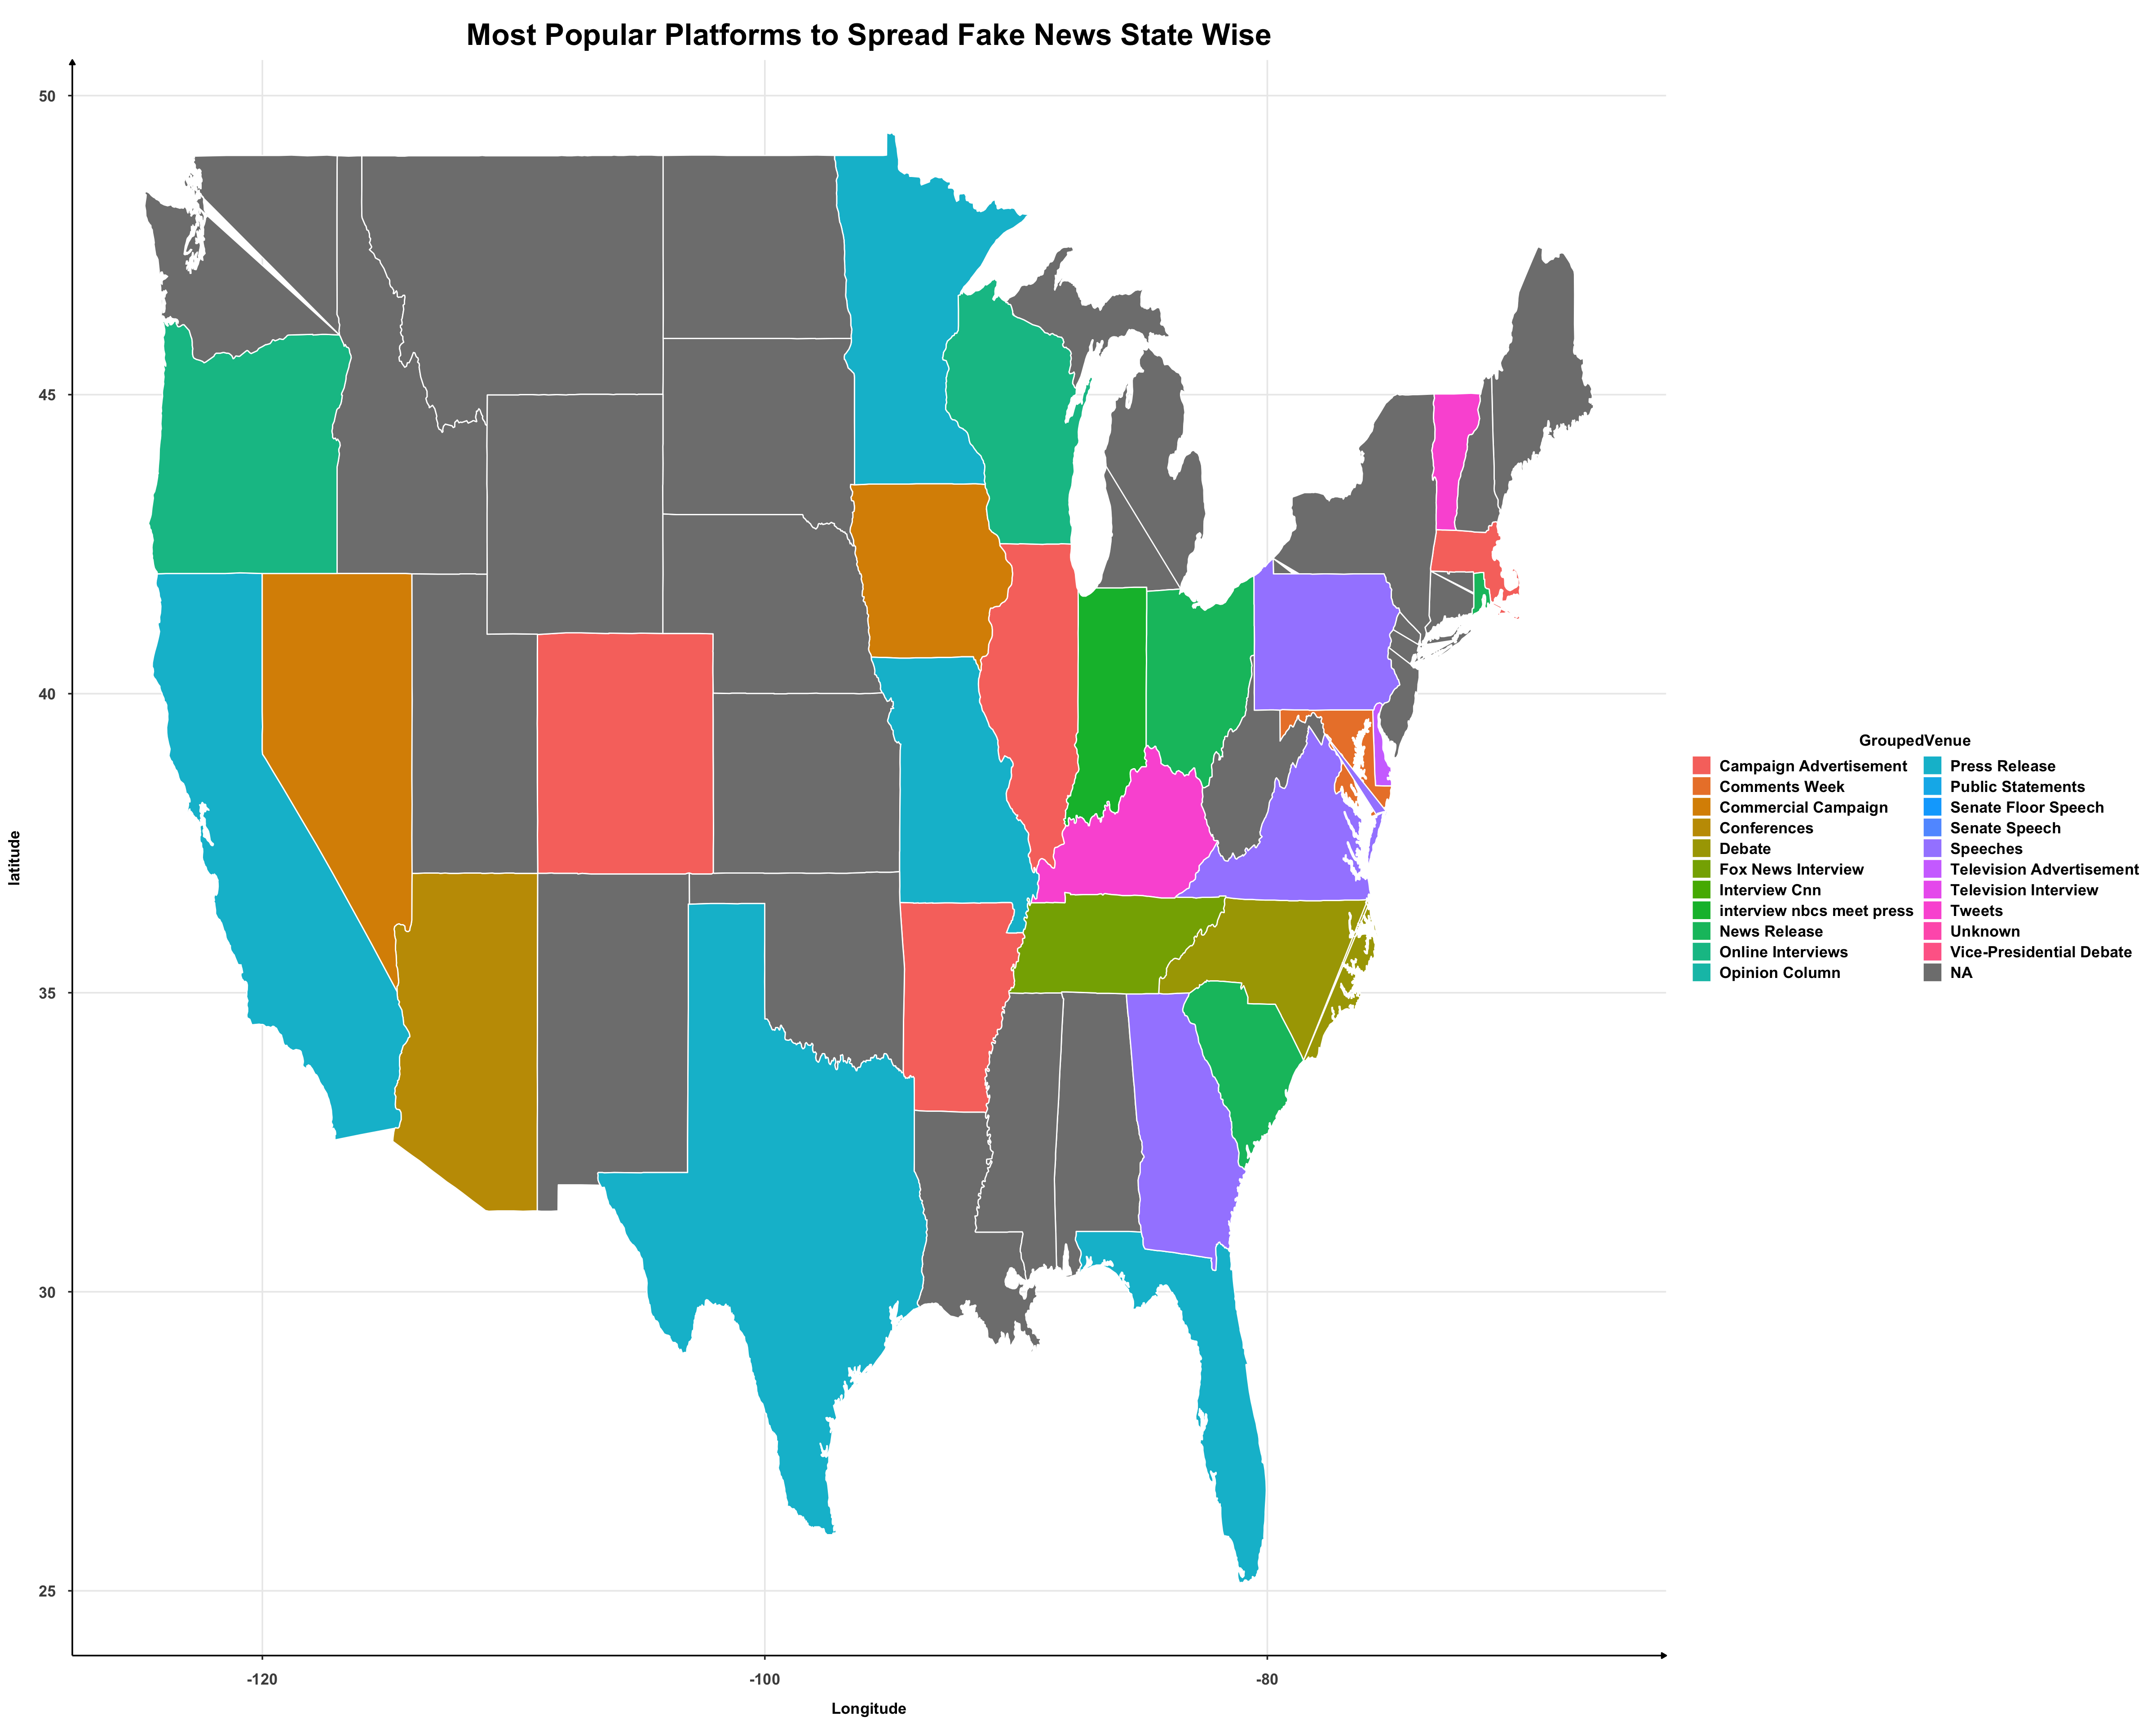 Most Popular Platforms to Spread Fake News State Wise
50
45
40
35
30
25
latitude
-120
-100
-80
Longitude
GroupedVenue
Campaign Advertisement
Comments Week
Commercial Campaign
Conferences
Debate
Fox News Interview
Interview Cnn
interview nbcs meet press
News Release
Online Interviews
Opinion Column
Press Release
Public Statements
Senate Floor Speech
Senate Speech
Speeches
Television Advertisement
Television Interview
Tweets
Unknown
Vice-Presidential Debate
NA